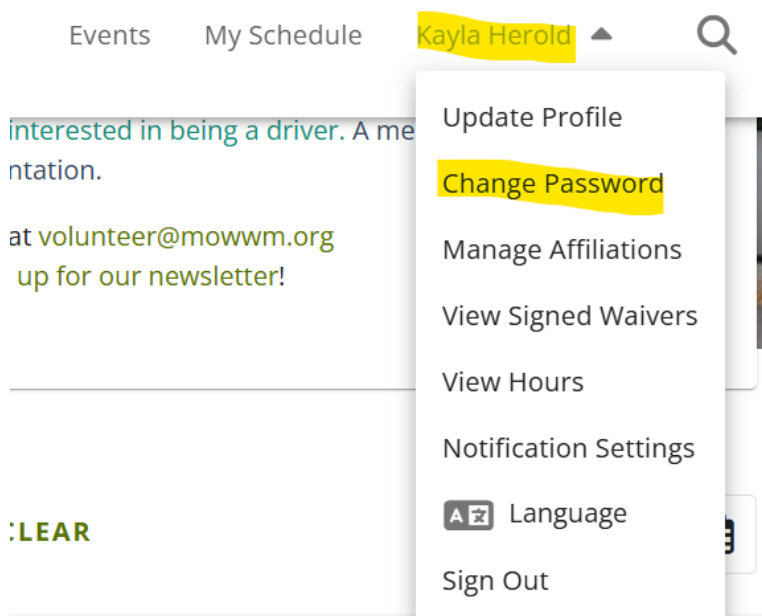 Events My Schedule Kayla Herold
interested in being a driver. A me
ntation.
at volunteer@mowwm.org
up for our newsletter!
CLEAR
Update Profile
Change Password
Manage Affiliations
View Signed Waivers
View Hours
Notification Settings
A 文 Language
Sign Out